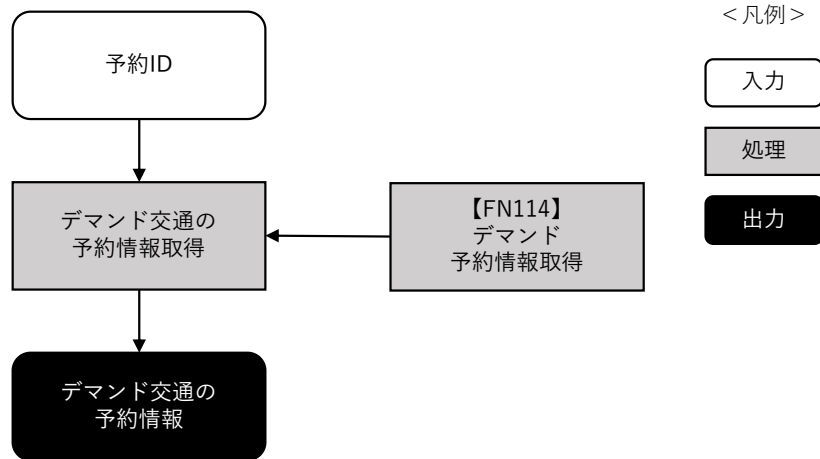 予約ID
デマンド交通の
予約情報取得
【FN114】
デマンド
予約情報取得
デマンド交通の
予約情報
＜凡例＞
入力
処理
出力